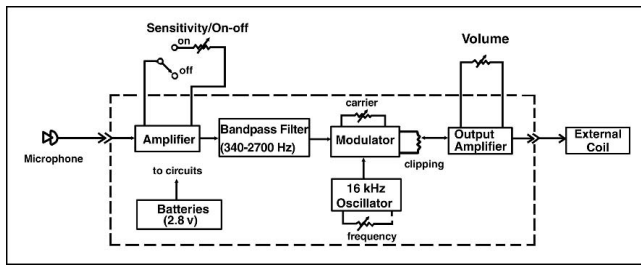 Sensitivity/On-off
on
off
Volume
carrier
Amplifier
Bandpass Filter
(340-2700 Hz)
Modulator
Output
Amplifier
External
Coil
Microphone
clipping
to circuits
16 kHz
Oscillator
Batteries
(2.8 v)
frequency